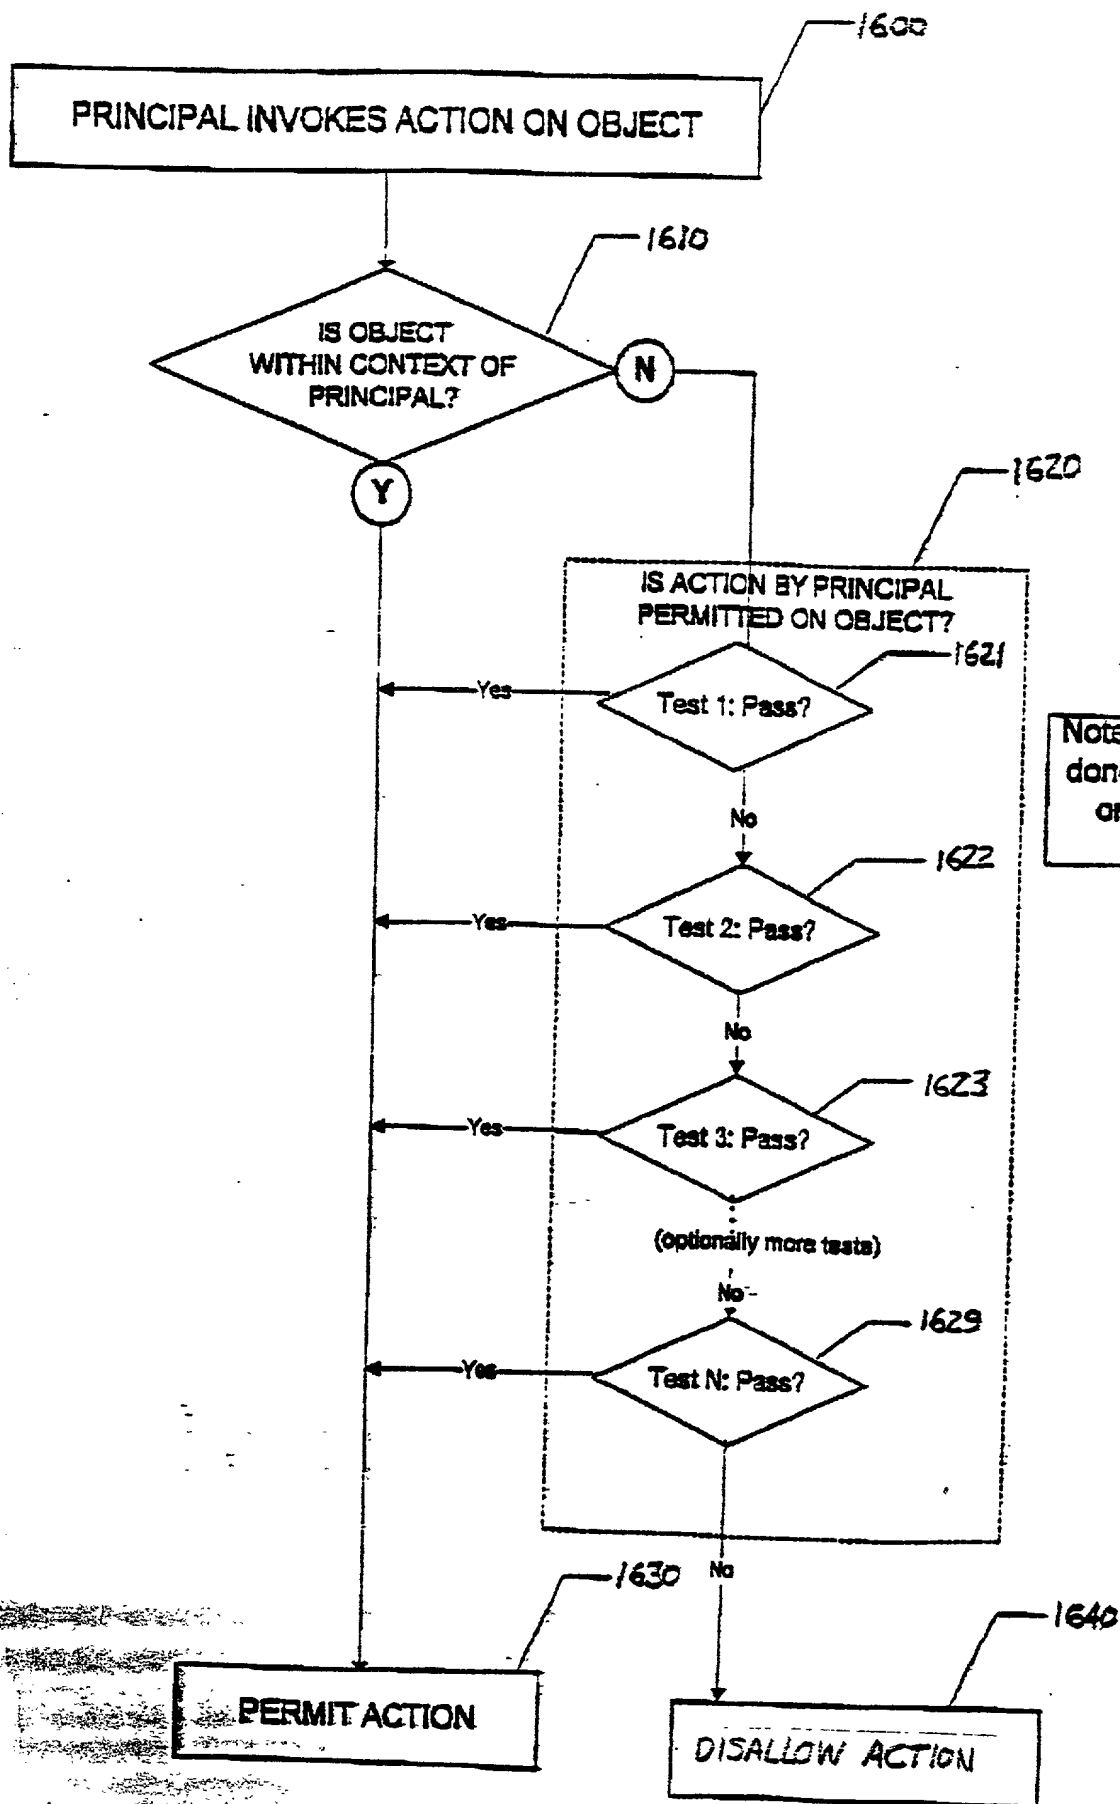 1600
PRINCIPAL INVOKES ACTION ON OBJECT
1610
IS OBJECT
WITHIN CONTEXT OF
PRINCIPAL?
N
Y
1620
IS ACTION BY PRINCIPAL
PERMITTED ON OBJECT?
1621
Yes
Test 1: Pass?
No
1622
Yes
Test 2: Pass?
No
1623
Yes
Test 3: Pass?
(optionally more tests)
No
1629
Yes
Test N: Pass?
No
1630
PERMIT ACTION
1640
DISALLOW ACTION
Note